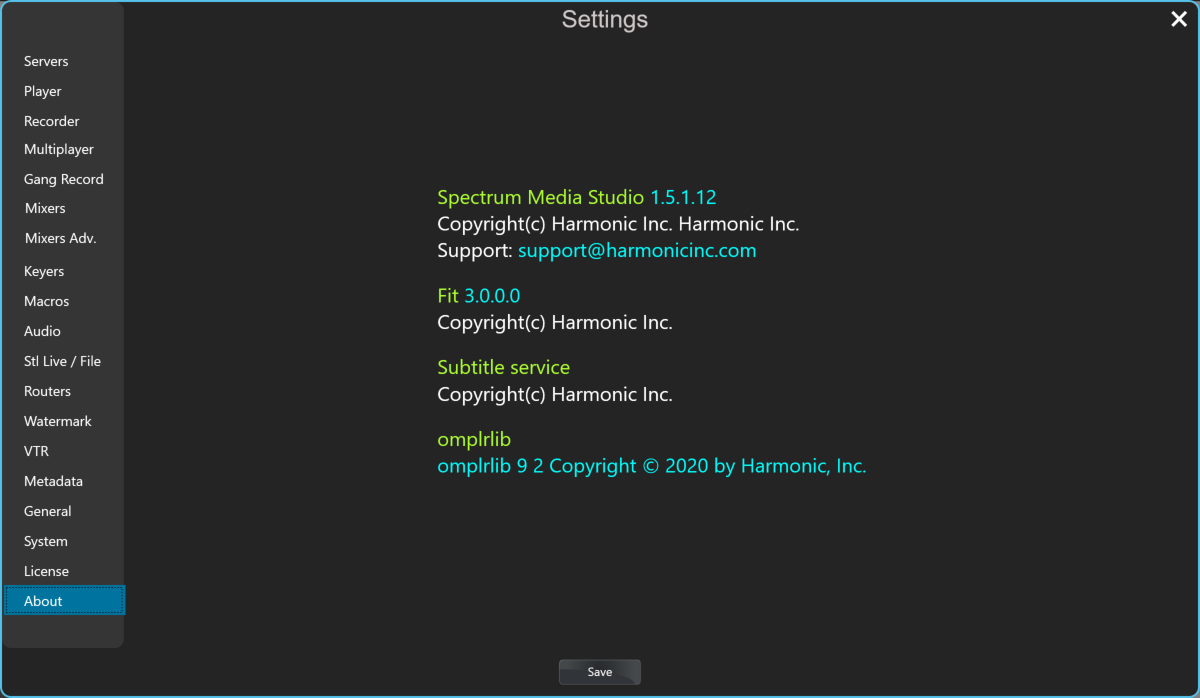 Settings
Servers
Player
Recorder
Multiplayer
Gang Record
Mixers
Mixers Adv.
Keyers
Macros
Audio
Stl Live / File
Routers
Watermark
VTR
Metadata
General
System
License
About
Spectrum Media Studio 1.5.1.12
Copyright(c) Harmonic Inc. Harmonic Inc.
Support: support@harmonicinc.com
Fit 3.0.0.0
Copyright(c) Harmonic Inc.
Subtitle service
Copyright(c) Harmonic Inc.
omplrlib
omplrlib 9 2 Copyright © 2020 by Harmonic, Inc.
Save